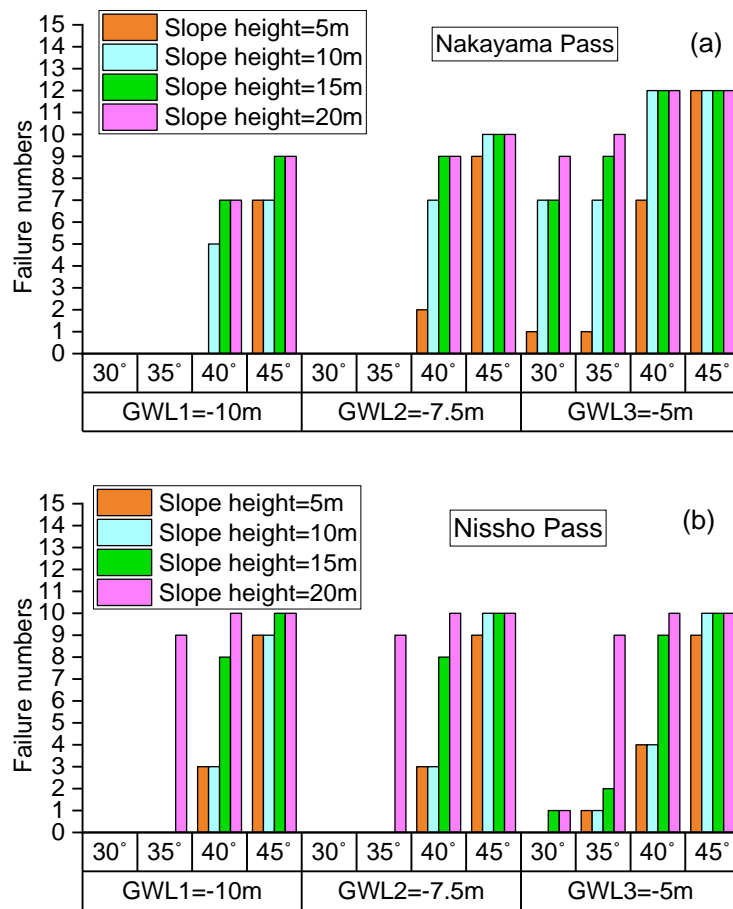 Nakayama Pass
(a)
Slope height=5m
Slope height=10m
Slope height=15m
Slope height=20m
Failure numbers
15
14
13
12
11
10
9
8
7
6
5
4
3
2
1
0
30° 35° 40° 45° 30° 35° 40° 45° 30° 35° 40° 45°
GWL1=-10m GWL2=-7.5m GWL3=-5m
Nissho Pass
(b)
Slope height=5m
Slope height=10m
Slope height=15m
Slope height=20m
Failure numbers
15
14
13
12
11
10
9
8
7
6
5
4
3
2
1
0
30° 35° 40° 45° 30° 35° 40° 45° 30° 35° 40° 45°
GWL1=-10m GWL2=-7.5m GWL3=-5m